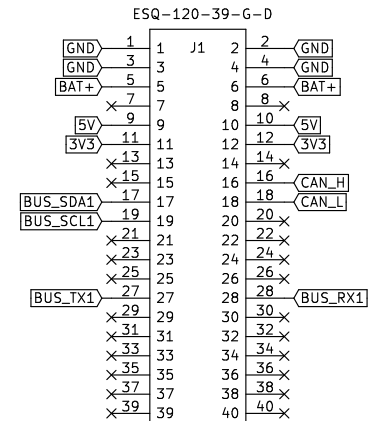 ESQ-120-39-G-D
J1
GND 1 1 2 2 GND
GND 3 3 4 4 GND
BAT+ 5 5 6 6 BAT+
7 7 8 8
5V 9 9 10 10 5V
3V3 11 11 12 12 3V3
13 13 14 14
15 15 16 16 CAN_H
BUS_SDA1 17 17 18 18 CAN_L
BUS_SCL1 19 19 20 20
21 21 22 22
23 23 24 24
25 25 26 26
BUS_TX1 27 27 28 28 BUS_RX1
29 29 30 30
31 31 32 32
33 33 34 34
35 35 36 36
37 37 38 38
39 39 40 40